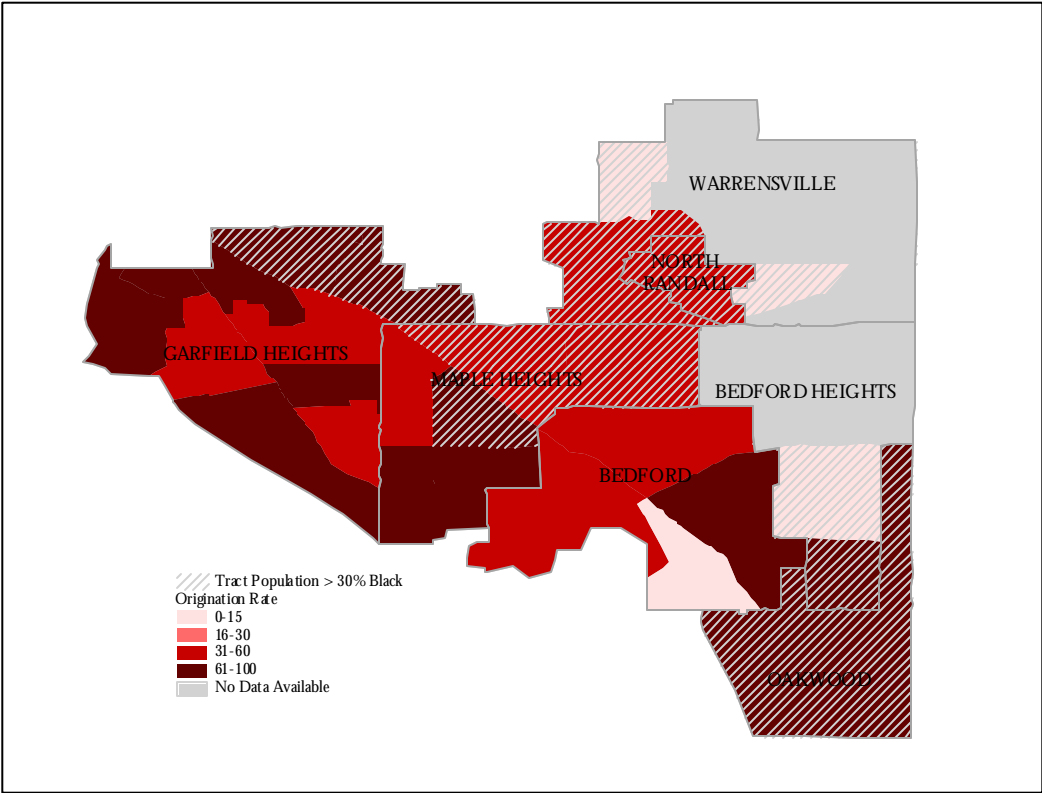 WARRENSVILLE
NORTH
RANDALL
GARFIELD HEIGHTS
MAPLE HEIGHTS
BEDFORD HEIGHTS
BEDFORD
OAKWOOD
Tract Population > 30% Black
Origination Rate
0-15
16-30
31-60
61-100
No Data Available